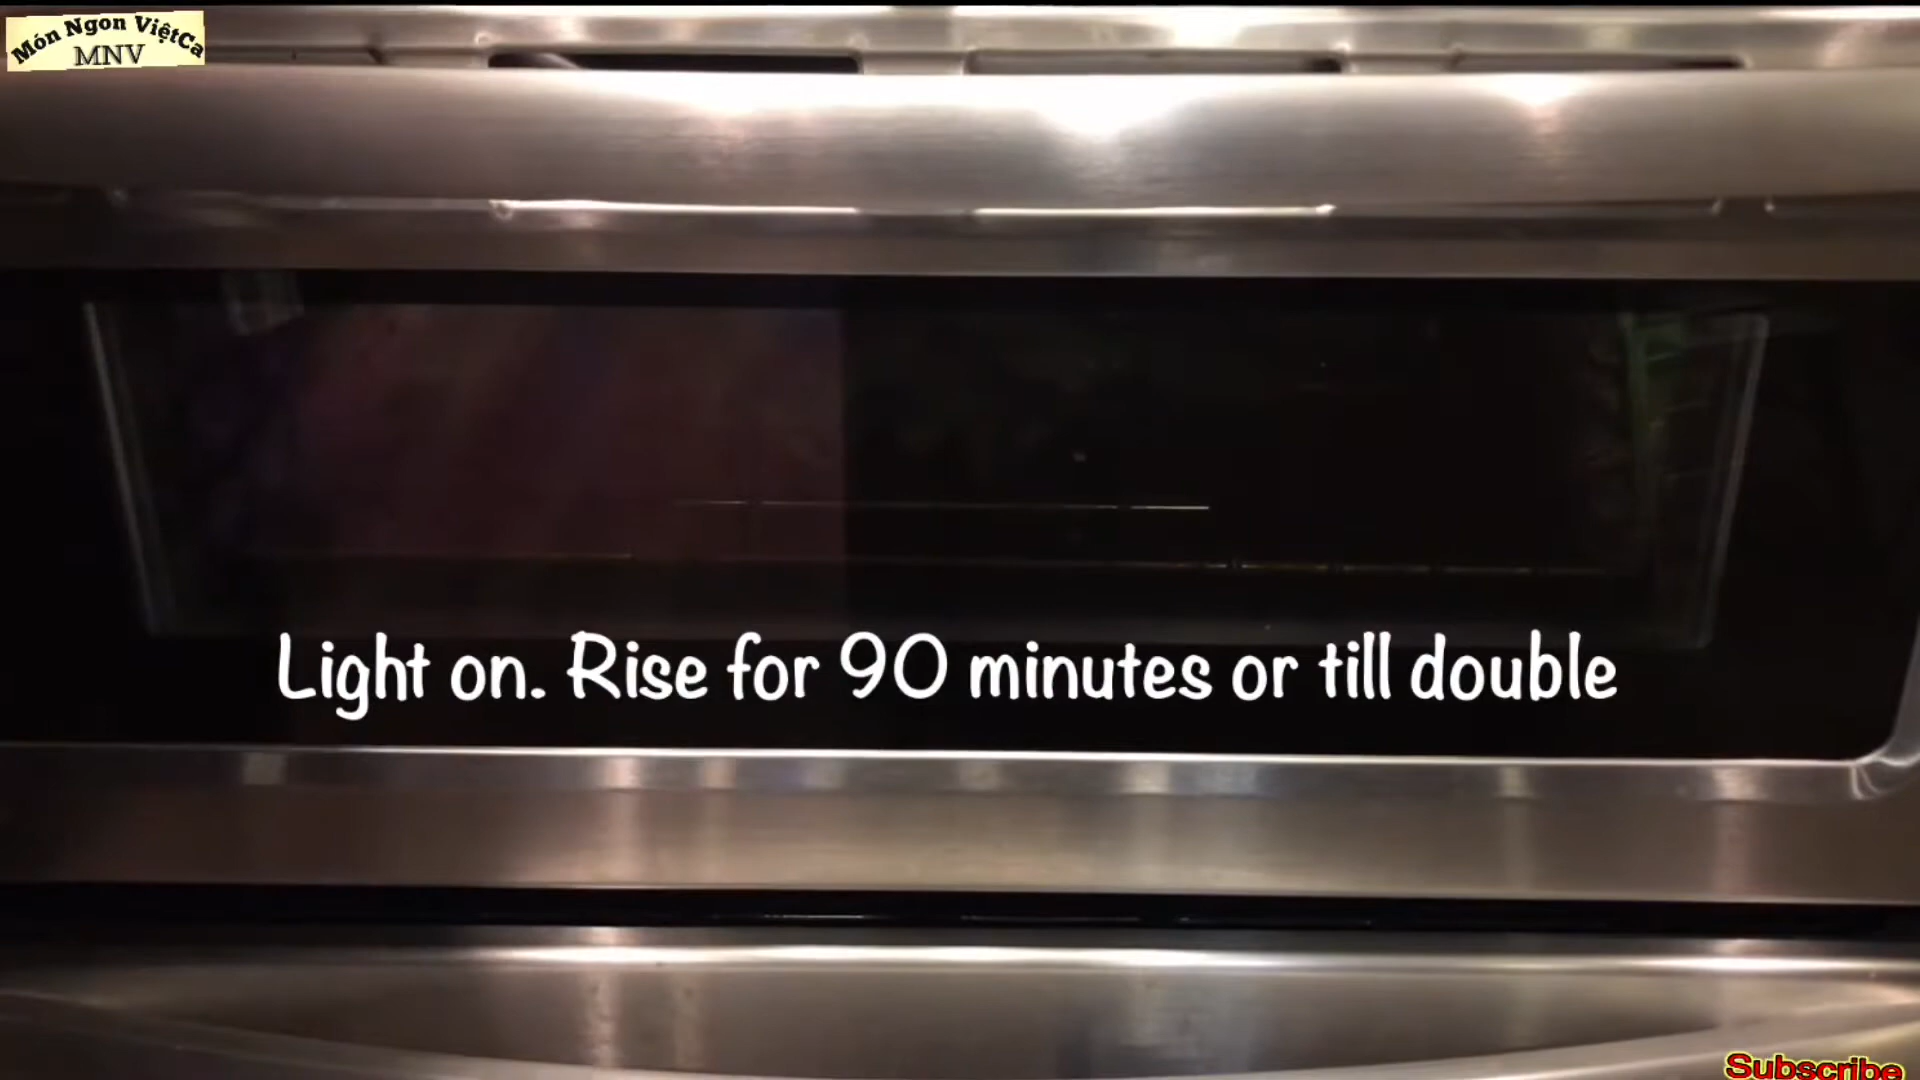 Món Ngon ViệtCa
MNV
Light on. Rise for 90 minutes or till double
Subscribe